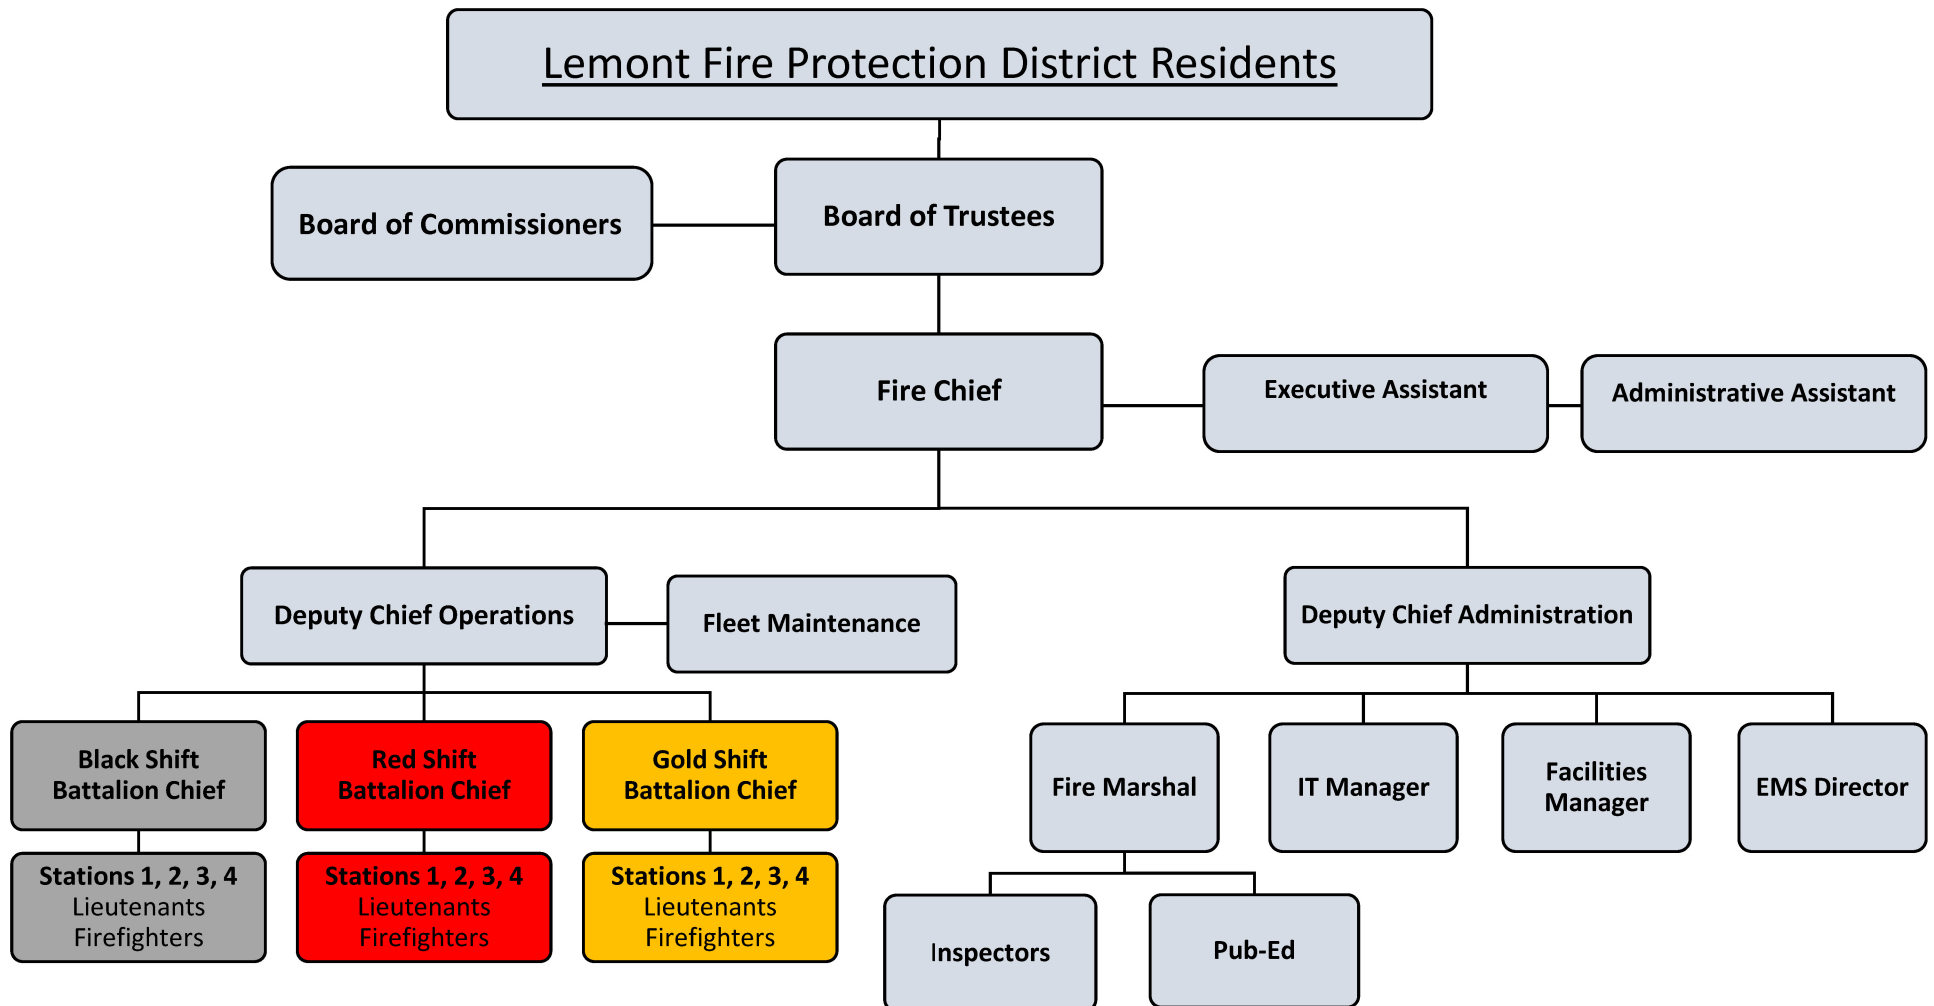 Lemont Fire Protection District Residents
Board of Commissioners
Board of Trustees
Fire Chief
Executive Assistant
Administrative Assistant
Deputy Chief Operations
Fleet Maintenance
Deputy Chief Administration
Black Shift
Battalion Chief
Red Shift
Battalion Chief
Gold Shift
Battalion Chief
Fire Marshal
IT Manager
Facilities
Manager
EMS Director
Stations 1, 2, 3, 4
Lieutenants
Firefighters
Stations 1, 2, 3, 4
Lieutenants
Firefighters
Stations 1, 2, 3, 4
Lieutenants
Firefighters
Inspectors
Pub-Ed